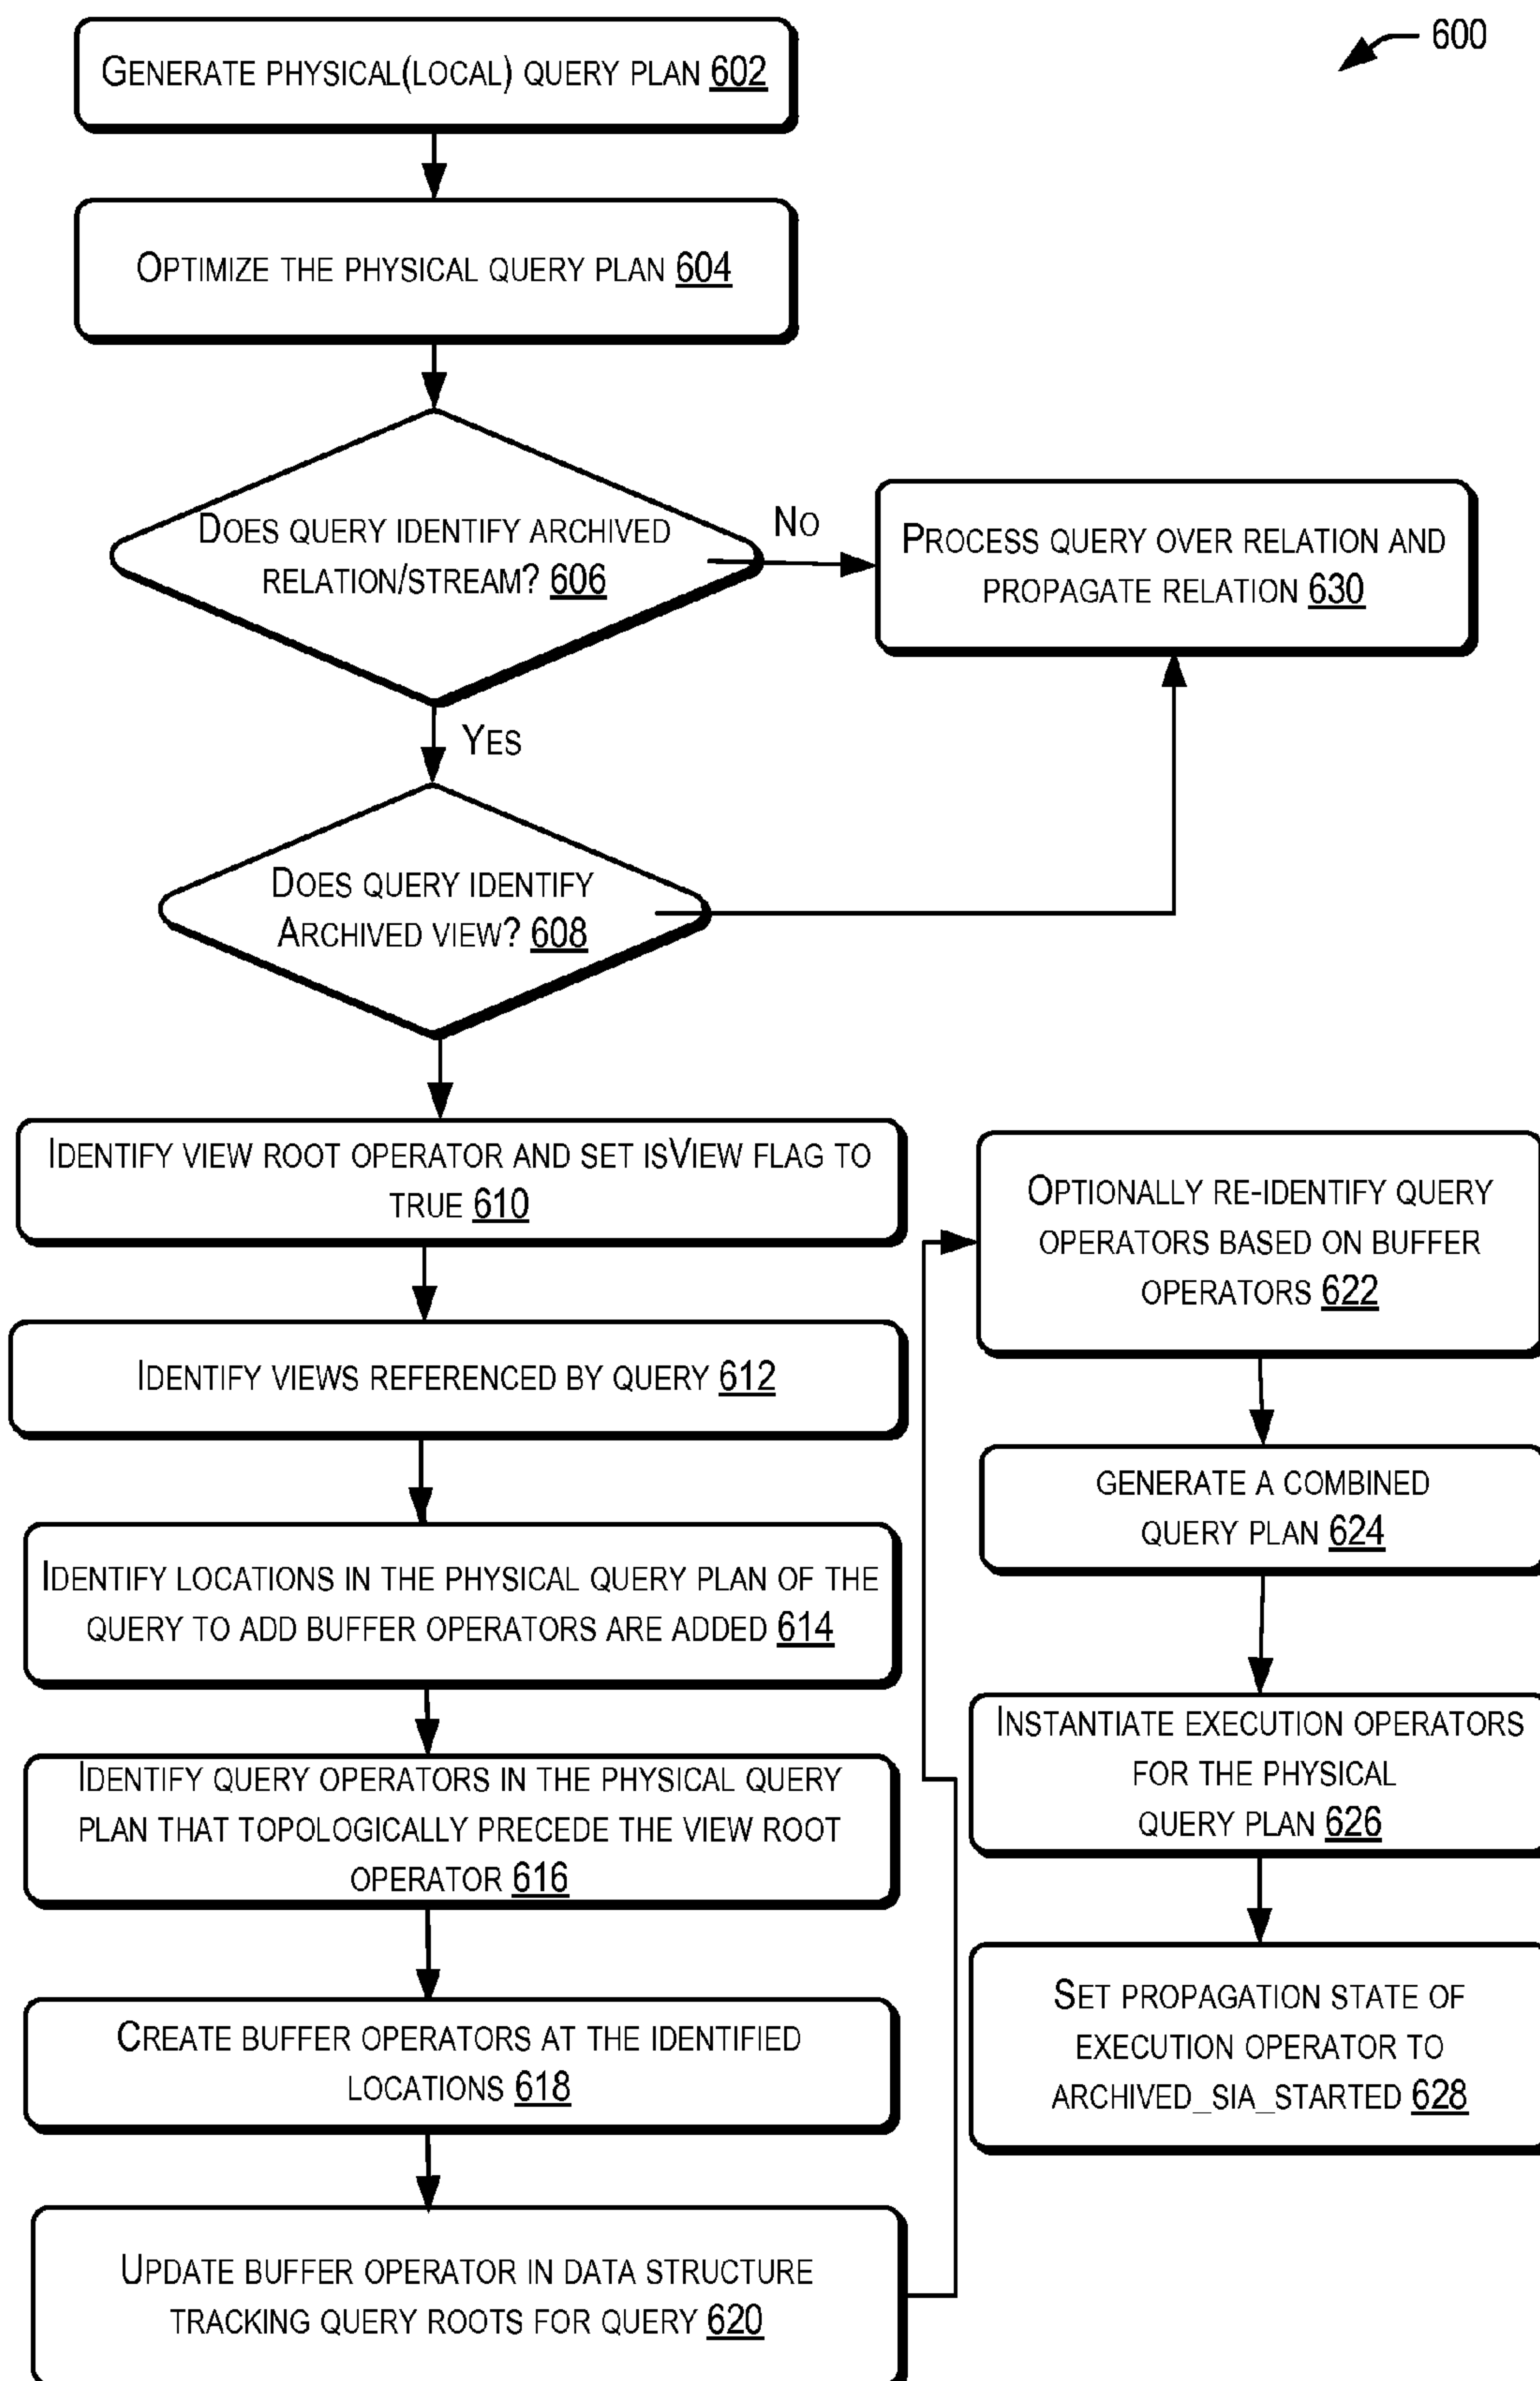 600
GENERATE PHYSICAL(LOCAL) QUERY PLAN 602
OPTIMIZE THE PHYSICAL QUERY PLAN 604
DOES QUERY IDENTIFY ARCHIVED
RELATION/STREAM? 606
NO
PROCESS QUERY OVER RELATION AND
PROPAGATE RELATION 630
YES
DOES QUERY IDENTIFY
ARCHIVED VIEW? 608
IDENTIFY VIEW ROOT OPERATOR AND SET ISVIEW FLAG TO
TRUE 610
IDENTIFY VIEWS REFERENCED BY QUERY 612
IDENTIFY LOCATIONS IN THE PHYSICAL QUERY PLAN OF THE
QUERY TO ADD BUFFER OPERATORS ARE ADDED 614
IDENTIFY QUERY OPERATORS IN THE PHYSICAL QUERY
PLAN THAT TOPOLOGICALLY PRECEDE THE VIEW ROOT
OPERATOR 616
CREATE BUFFER OPERATORS AT THE IDENTIFIED
LOCATIONS 618
UPDATE BUFFER OPERATOR IN DATA STRUCTURE
TRACKING QUERY ROOTS FOR QUERY 620
OPTIONALLY RE-IDENTIFY QUERY
OPERATORS BASED ON BUFFER
OPERATORS 622
GENERATE A COMBINED
QUERY PLAN 624
INSTANTIATE EXECUTION OPERATORS
FOR THE PHYSICAL
QUERY PLAN 626
SET PROPAGATION STATE OF
EXECUTION OPERATOR TO
ARCHIVED_SIA_STARTED 628